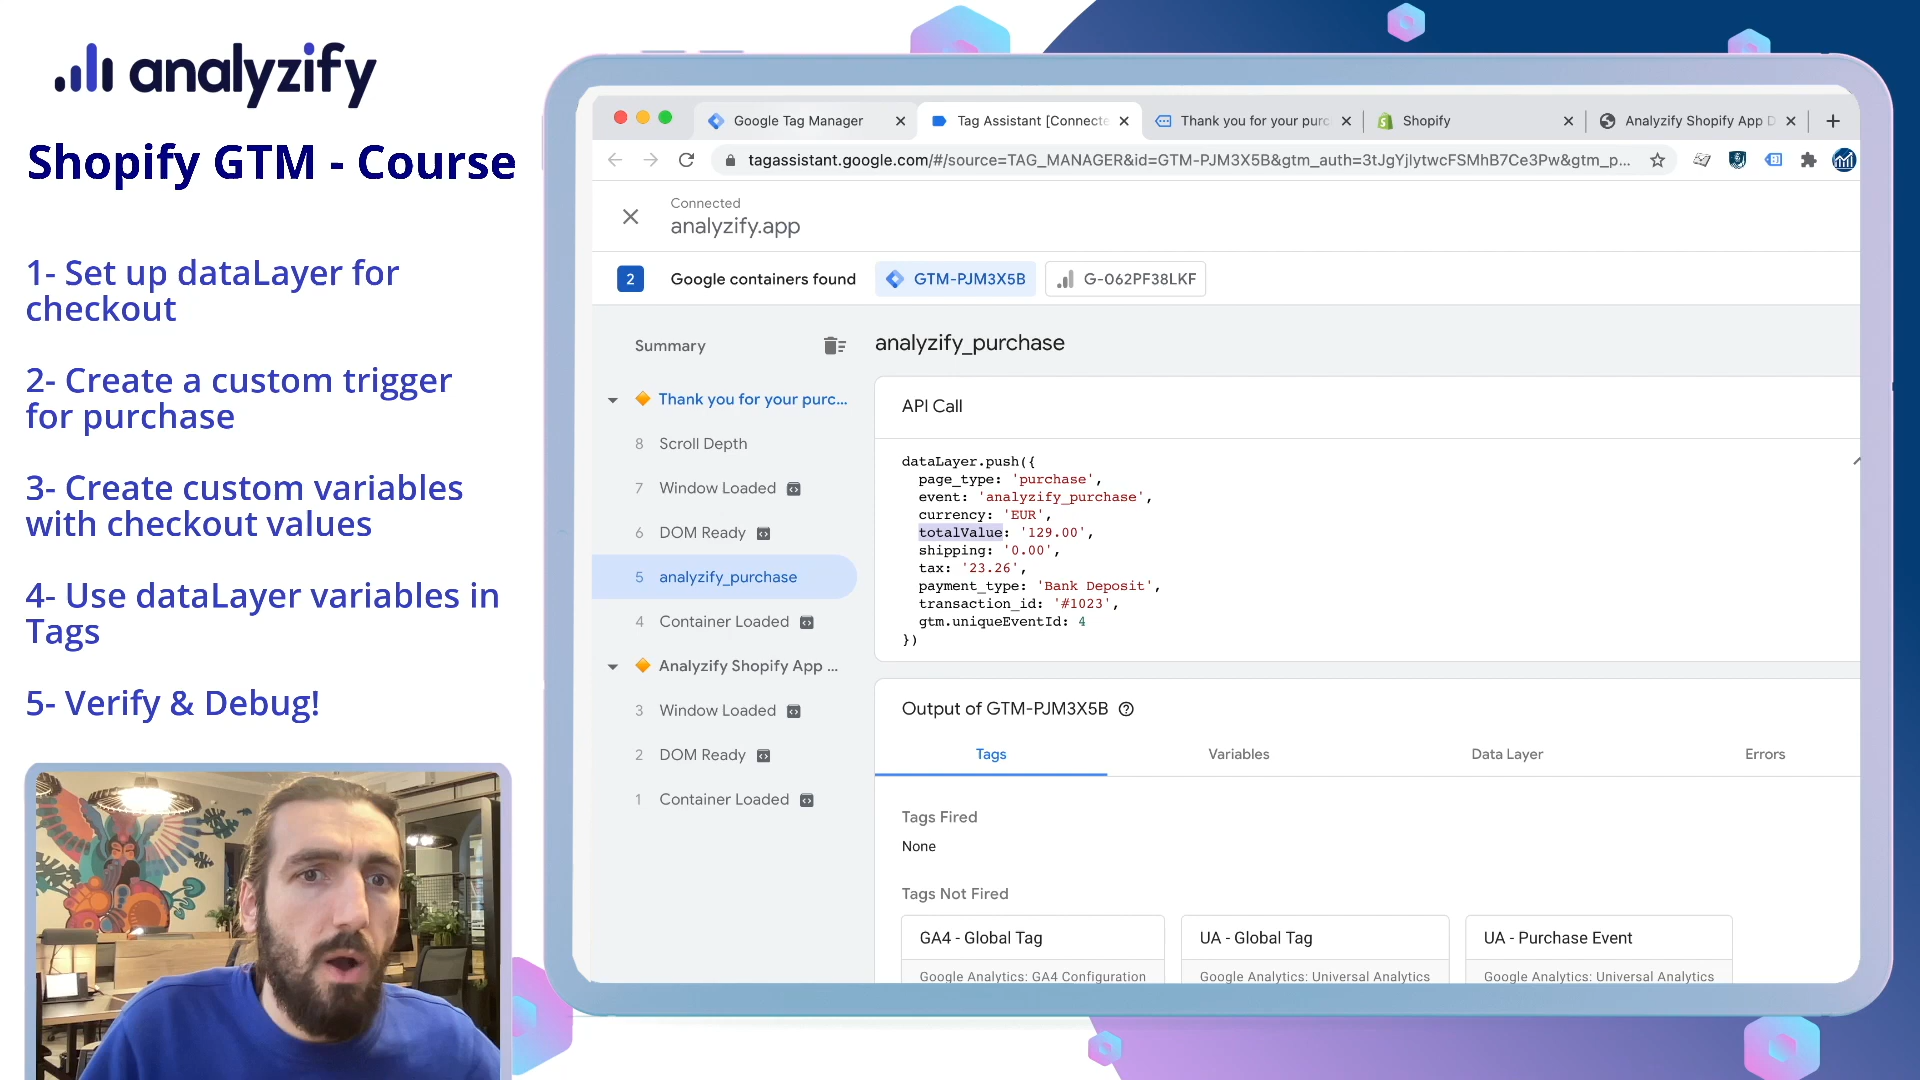 analyzify
Shopify GTM - Course
1- Set up dataLayer for
checkout
2- Create a custom trigger
for purchase
3- Create custom variables
with checkout values
4- Use dataLayer variables in
Tags
5- Verify & Debug!
Google Tag Manager
Tag Assistant [Connecte
Thank you for your purc
Shopify
Analyzify Shopify App D
tagassistant.google.com/#/source=TAG_MANAGER&id=GTM-PJM3X5B&gtm_auth=3tJgYjlytwcFSMhB7Ce3Pw&gtm_p...
Connected
analyzify.app
2
Google containers found
GTM-PJM3X5B
G-062PF38LKF
Summary
Thank you for your purc...
8 Scroll Depth
7 Window Loaded
6 DOM Ready
5 analyzify_purchase
4 Container Loaded
Analyzify Shopify App ...
3 Window Loaded
2 DOM Ready
1 Container Loaded
analyzify_purchase
API Call
dataLayer.push({
page_type: 'purchase',
event: 'analyzify_purchase',
currency: 'EUR',
totalValue: '129.00',
shipping: '0.00',
tax: '23.26',
payment_type: 'Bank Deposit',
transaction_id: '#1023',
gtm.uniqueEventId: 4
})
Output of GTM-PJM3X5B
Tags
Variables
Data Layer
Errors
Tags Fired
None
Tags Not Fired
GA4 - Global Tag
UA - Global Tag
UA - Purchase Event
Google Analytics: GA4 Configuration
Google Analytics: Universal Analytics
Google Analytics: Universal Analytics